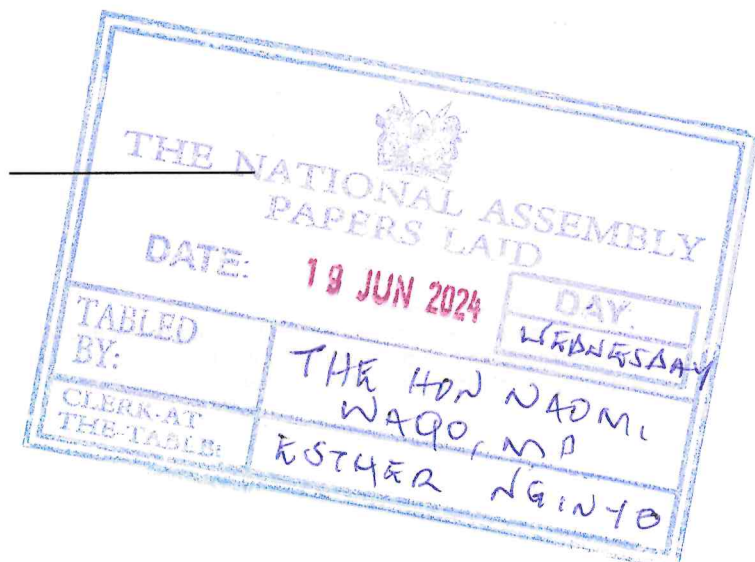 THE NATIONAL ASSEMBLY
PAPERS LAID
DATE: 19 JUN 2024
DAY.
WEDNESDAY
TABLED
BY:
THE HON NAOMI
WAQO, MP
CLERK-AT
THE-TABLE:
ESTHER NGINYO